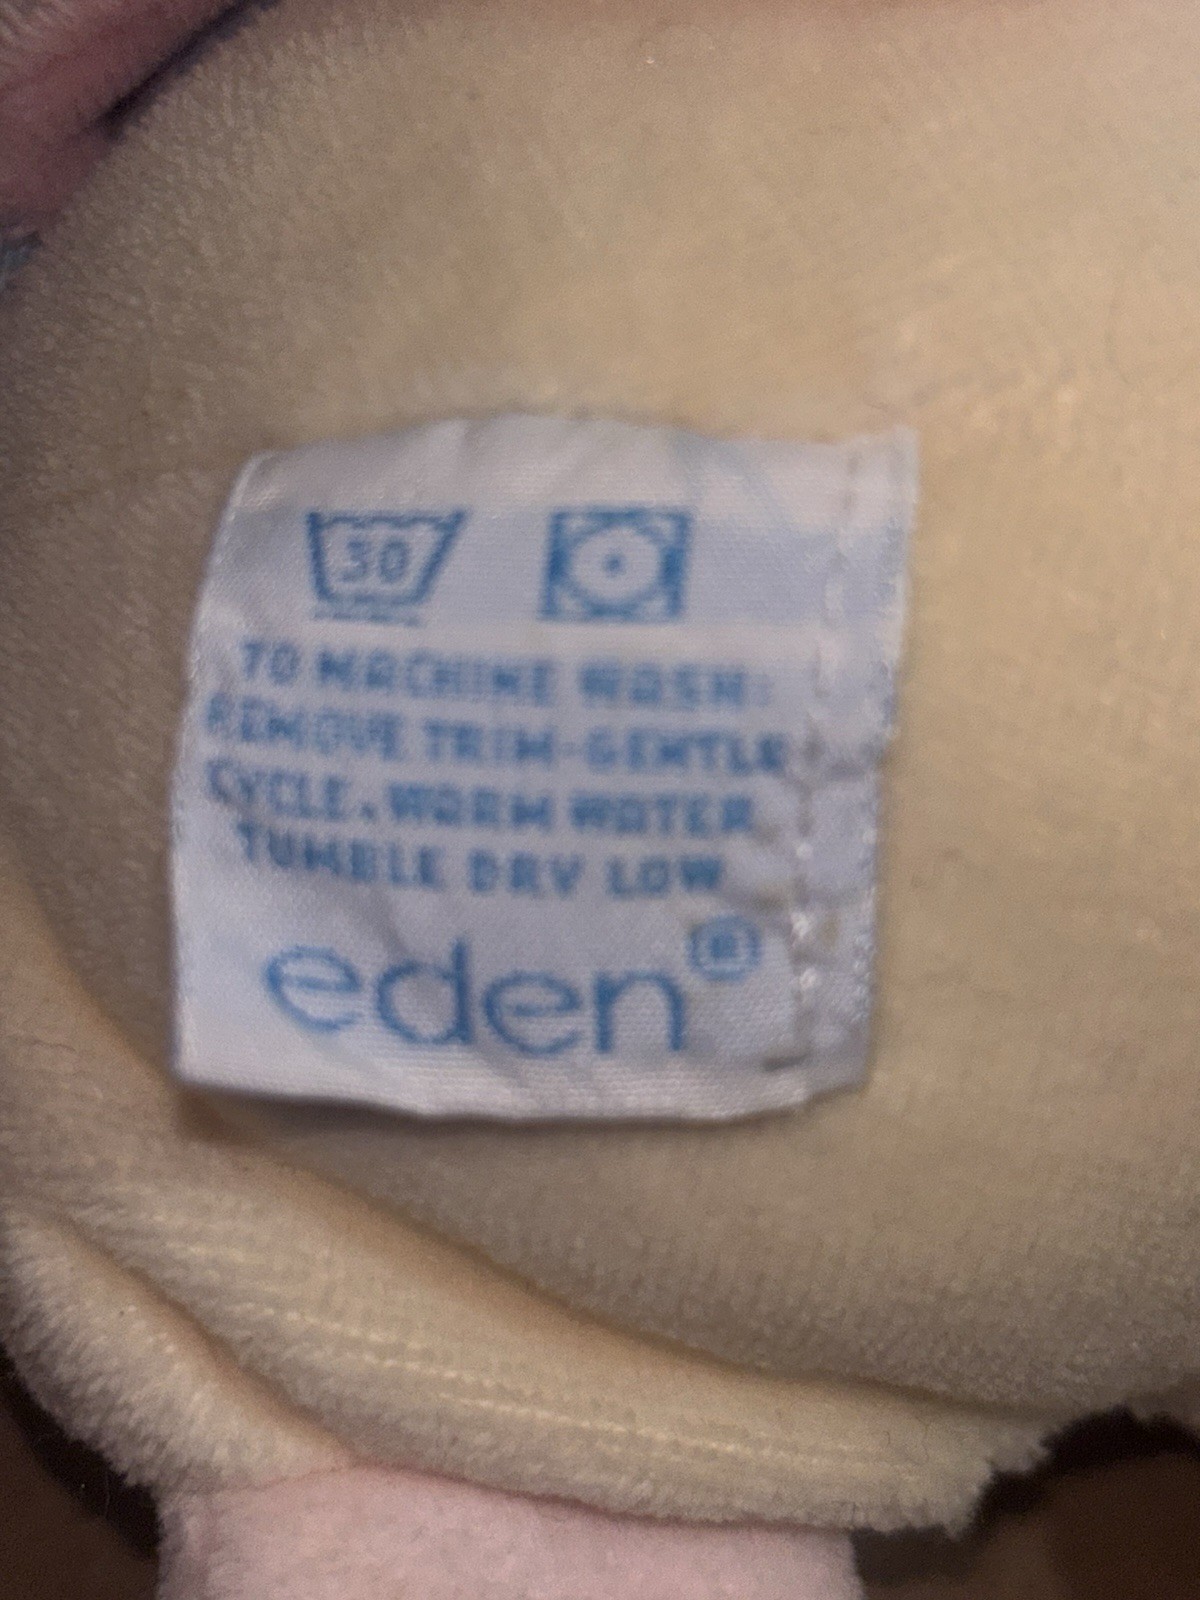 30
TO MACHINE WASH:
REMOVE TRIM-GENTLE
CYCLE. WARM WATER
TUMBLE DRY LOW
eden®